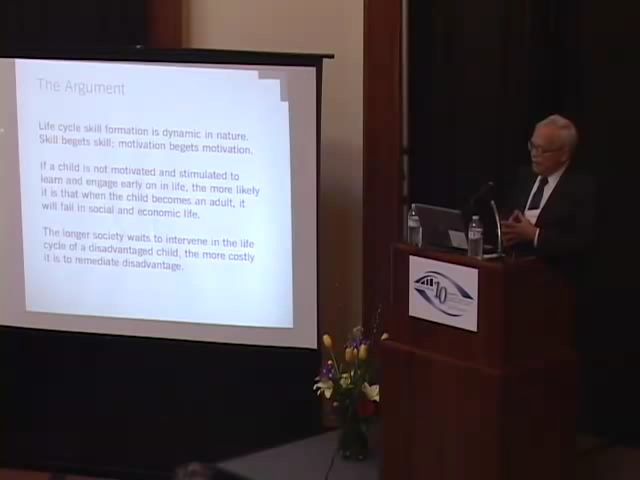 The Argument
Life cycle skill formation is dynamic in nature.
Skill begets skill; motivation begets motivation.
If a child is not motivated and stimulated to
learn and engage early on in life, the more likely
it is that when the child becomes an adult, it
will fail in social and economic life.
The longer society waits to intervene in the life
cycle of a disadvantaged child, the more costly
it is to remediate disadvantage.
10